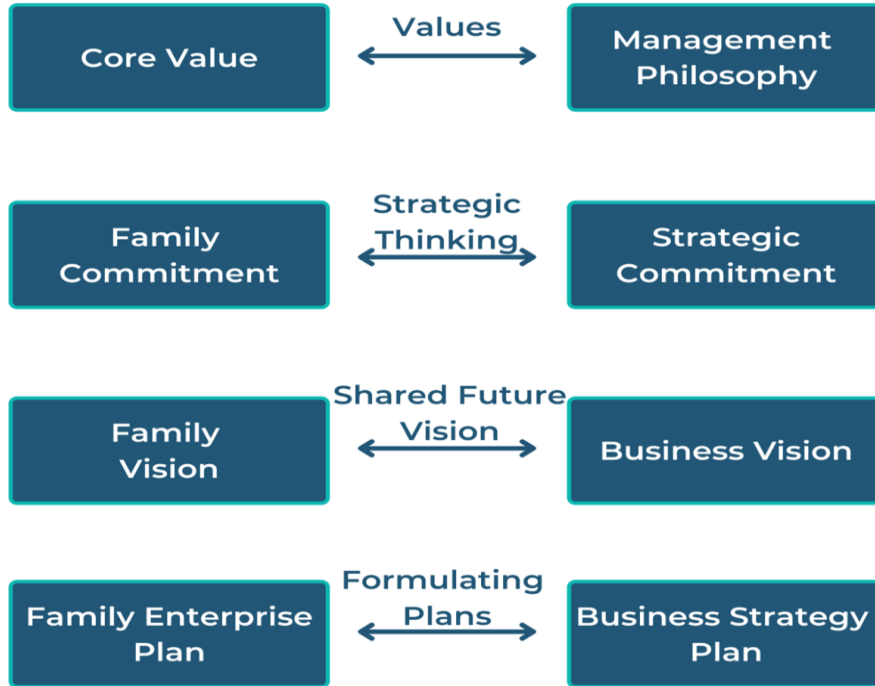 Core Value
Values
Management
Philosophy
Family
Commitment
Strategic
Thinking
Strategic
Commitment
Family
Vision
Shared Future
Vision
Business Vision
Family Enterprise
Plan
Formulating
Plans
Business Strategy
Plan